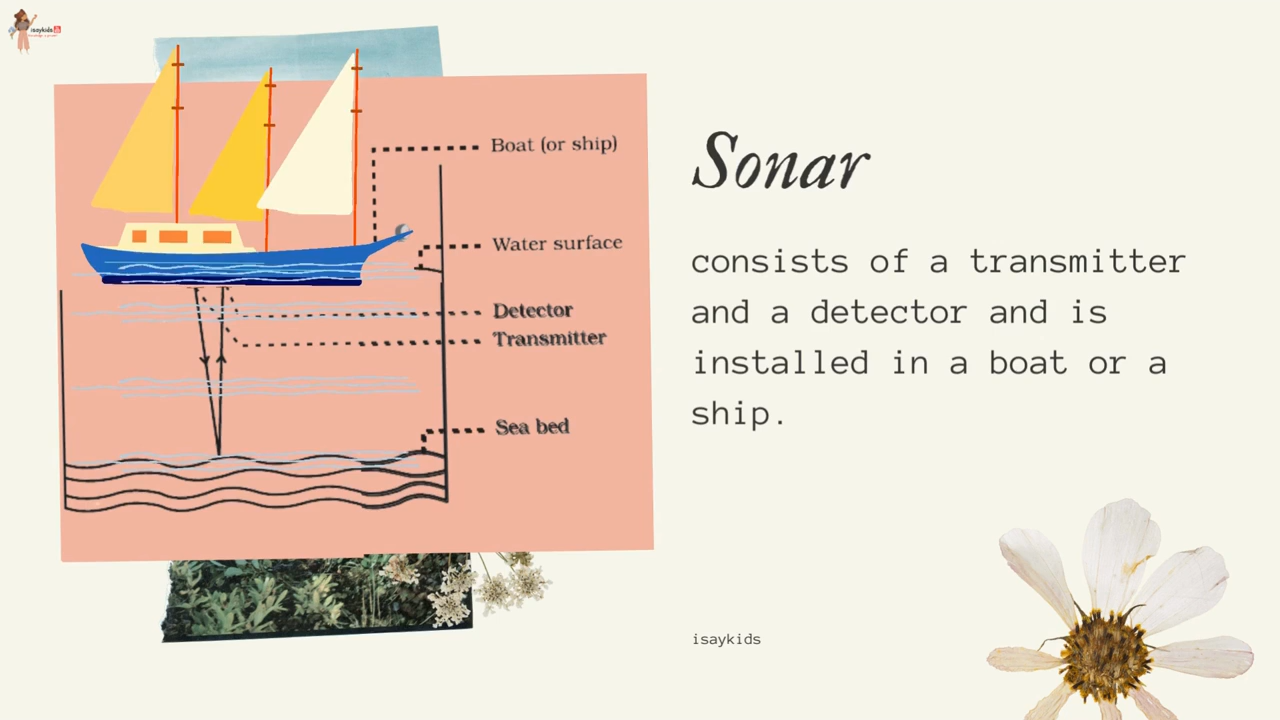 isaykids
Boat (or ship)
Water surface
Detector
Transmitter
Sea bed
Sonar
consists of a transmitter
and a detector and is
installed in a boat or a
ship.
isaykids